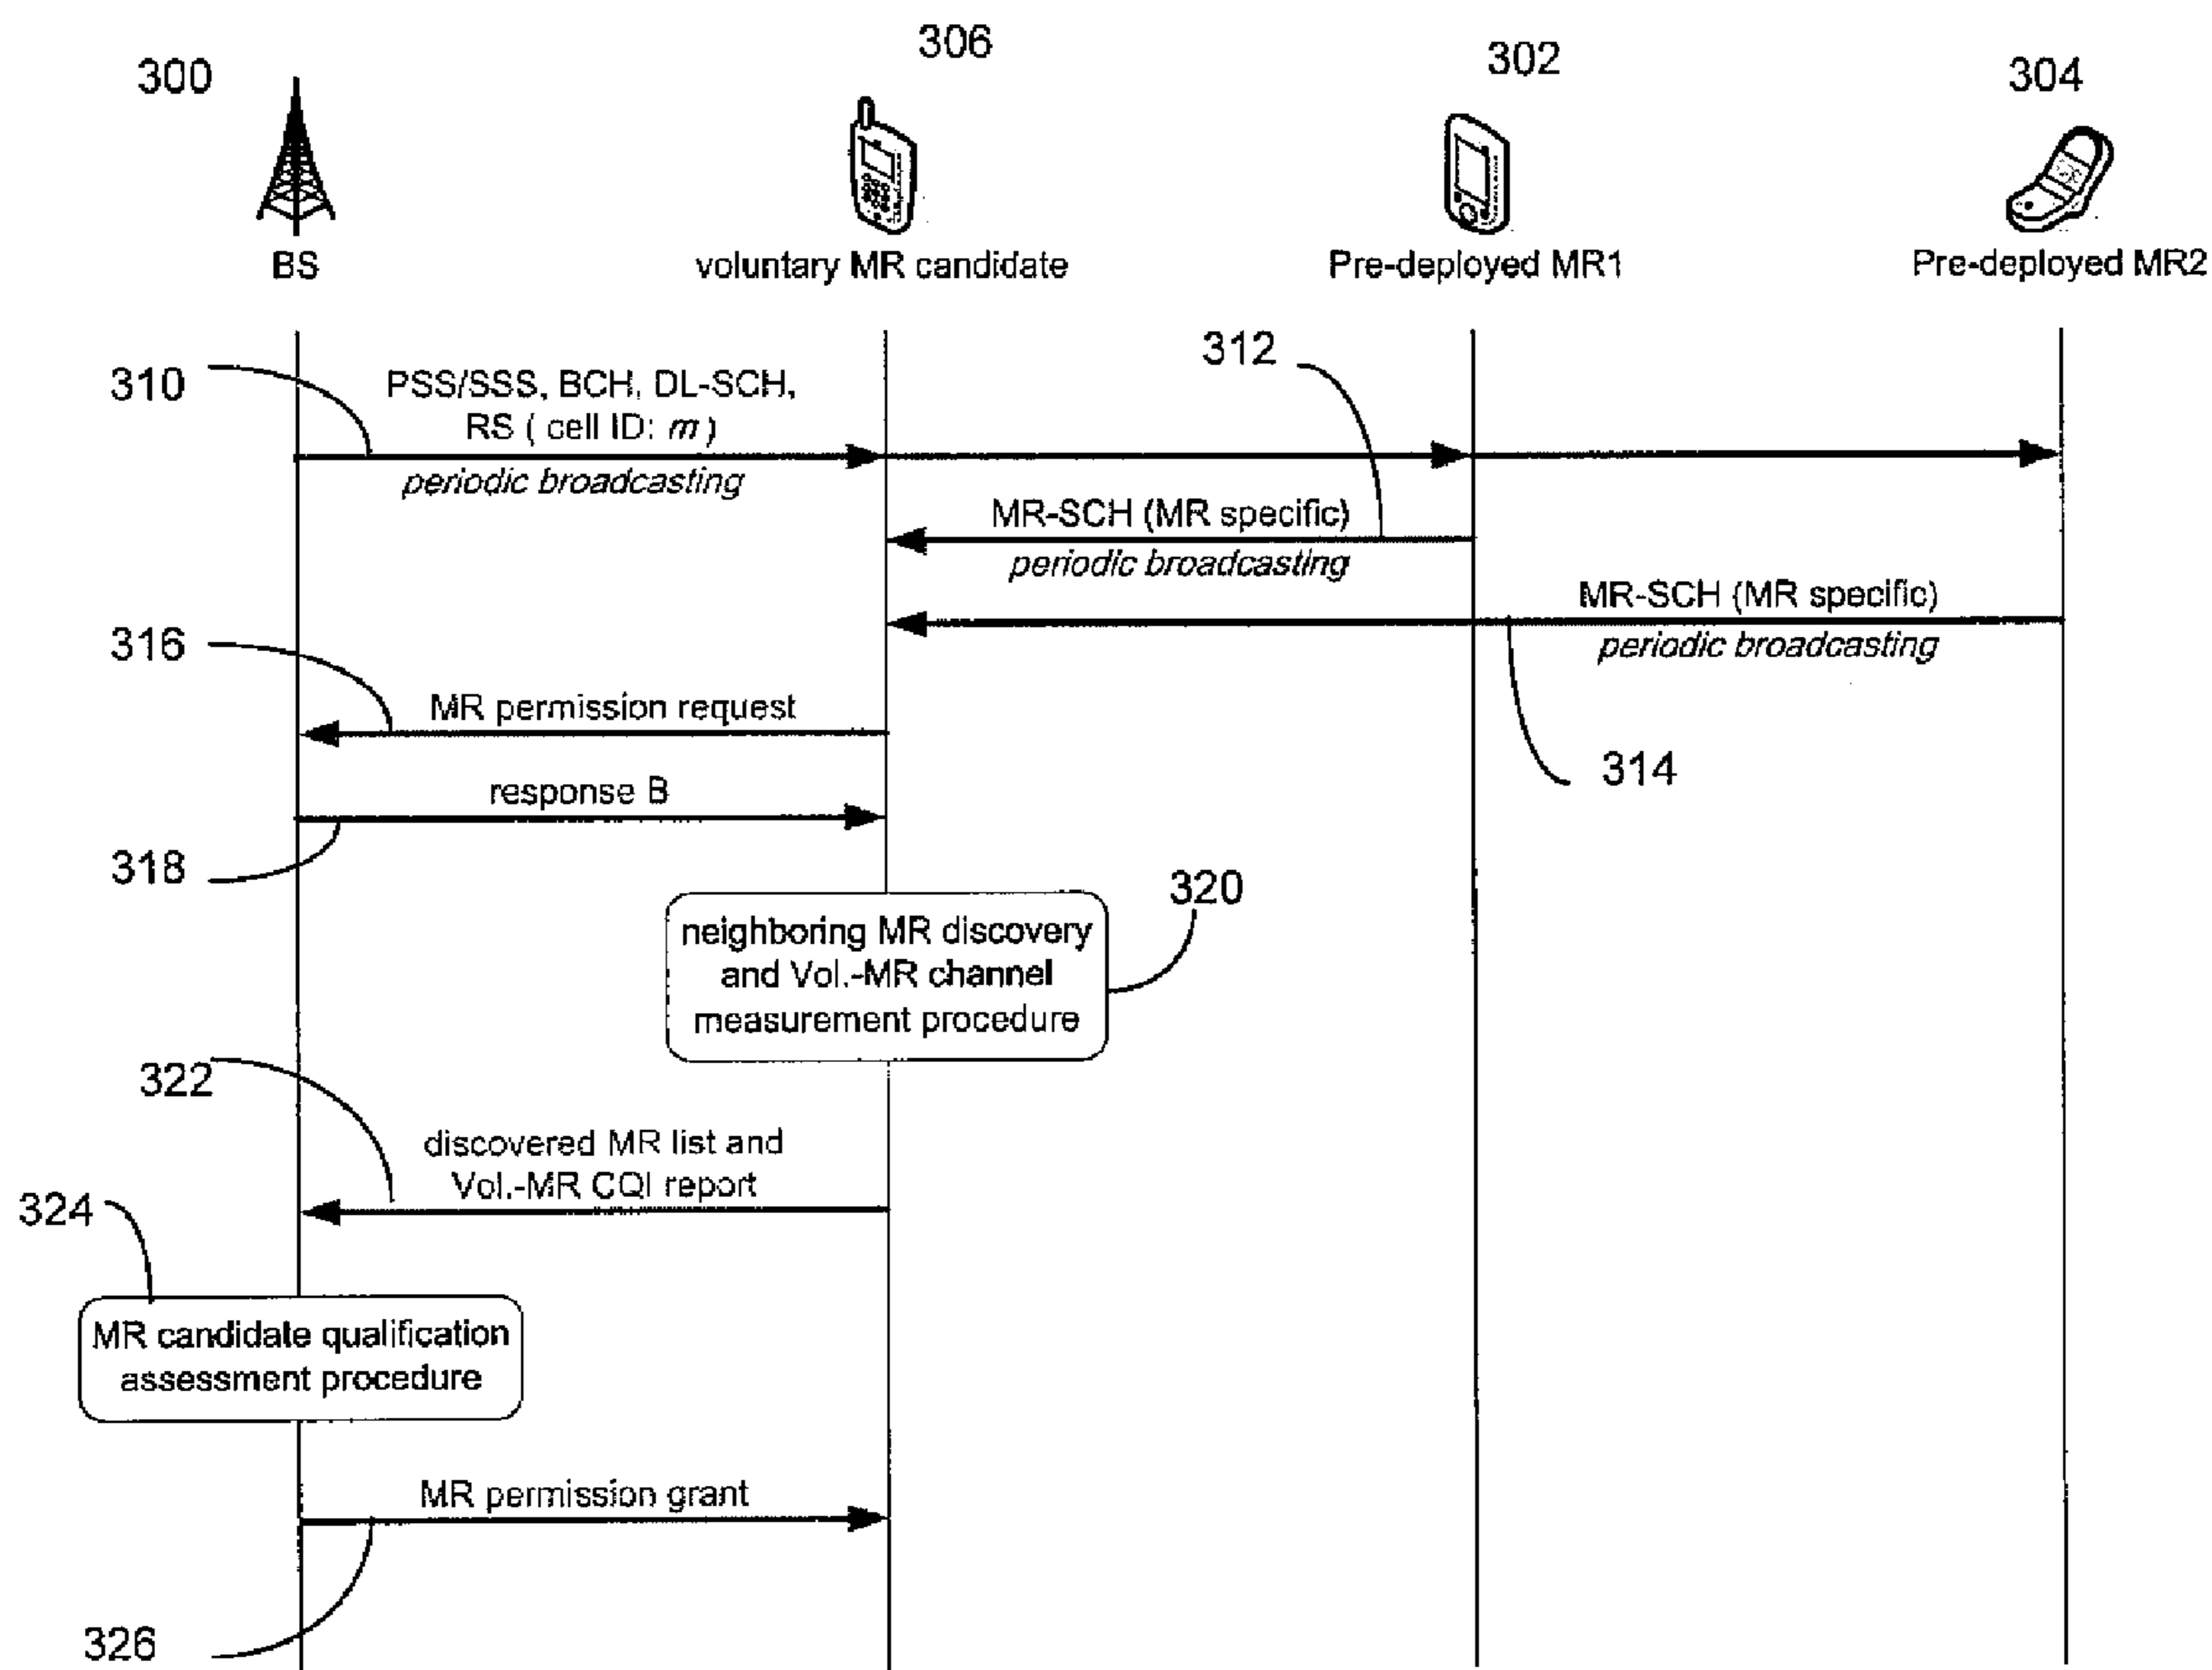 300
306
302
304
BS
voluntary MR candidate
Pre-deployed MR1
Pre-deployed MR2
310
PSS/SSS, BCH, DL-SCH,
RS ( cell ID: m )
periodic broadcasting
312
MR-SCH (MR specific)
periodic broadcasting
MR-SCH (MR specific)
periodic broadcasting
314
316
MR permission request
response B
318
neighboring MR discovery
and Vol.-MR channel
measurement procedure
320
322
discovered MR list and
Vol.-MR CQI report
324
MR candidate qualification
assessment procedure
MR permission grant
326